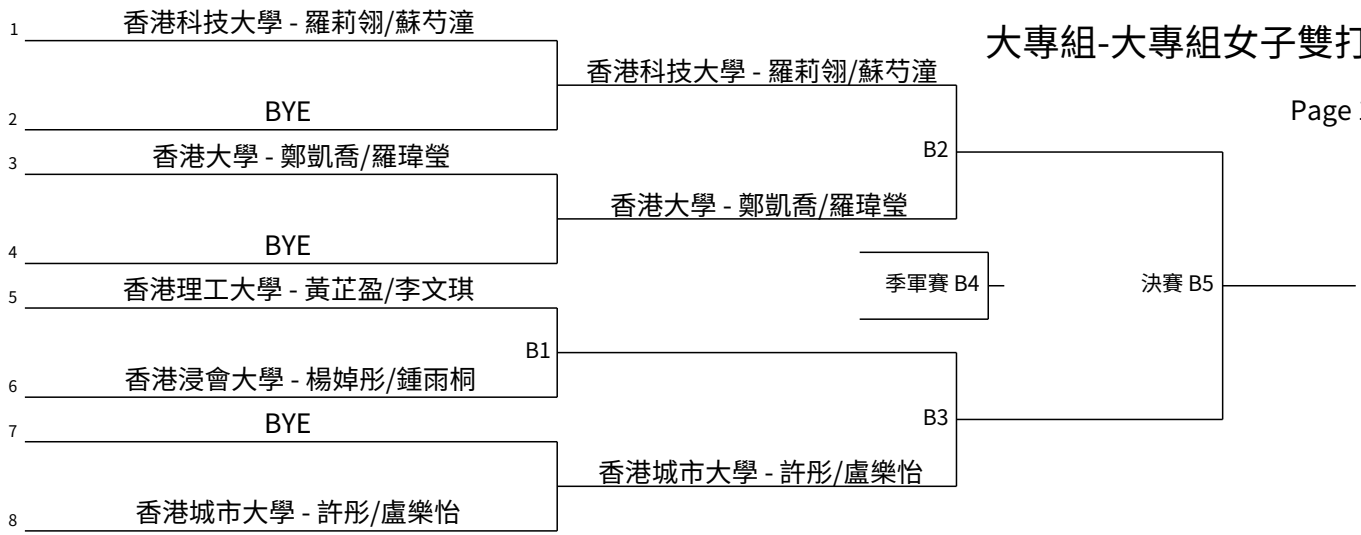 大專組-大專組女子雙打
Page
1 香港科技大學 - 羅莉翎/蘇芍潼
香港科技大學 - 羅莉翎/蘇芍潼
2 BYE
3 香港大學 - 鄭凱喬/羅瑋瑩
B2
香港大學 - 鄭凱喬/羅瑋瑩
4 BYE
季軍賽 B4
決賽 B5
5 香港理工大學 - 黃芷盈/李文琪
B1
6 香港浸會大學 - 楊婥彤/鍾雨桐
7 BYE
B3
香港城市大學 - 許彤/盧樂怡
8 香港城市大學 - 許彤/盧樂怡